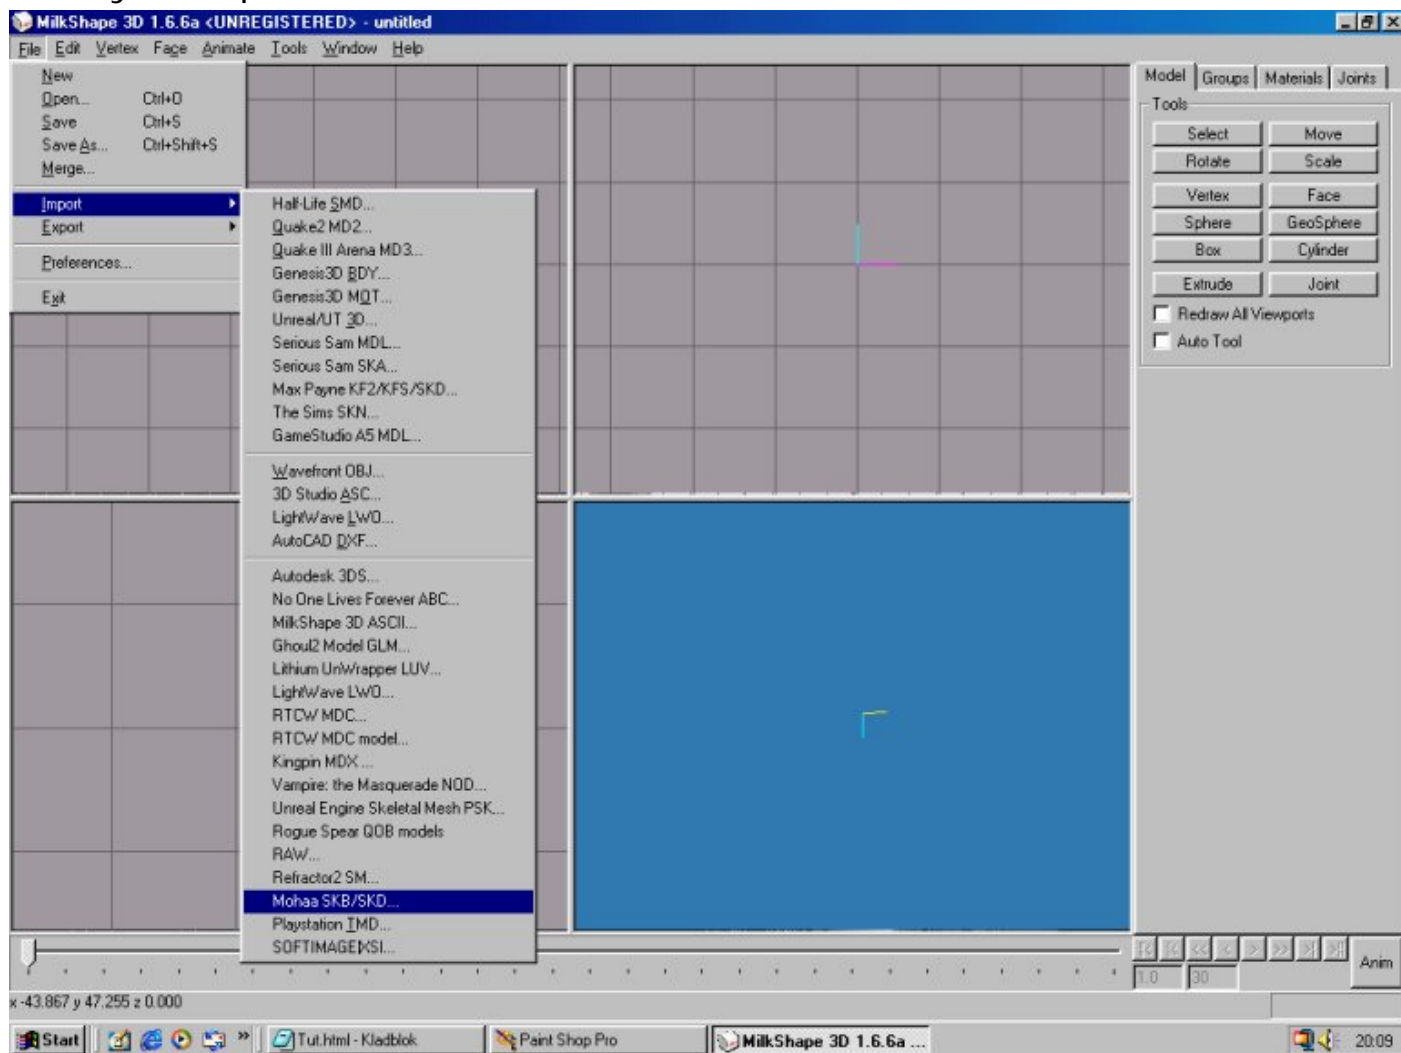 MilkShape 3D 1.6.6a <UNREGISTERED> - untitled
File Edit Vertex Face Animate Tools Window Help
New
Open... Ctrl+O
Save Ctrl+S
Save As... Ctrl+Shift+S
Merge...
Import
Export
Preferences...
Exit
Half-Life SMD...
Quake2 MD2...
Quake III Arena MD3...
Genesis3D BDY...
Genesis3D MOT...
Unreal/UT 3D...
Serious Sam MDL...
Serious Sam SKA...
Max Payne KF2/KFS/SKD...
The Sims SKN...
GameStudio A5 MDL...
Wavefront OBJ...
3D Studio ASC...
LightWave LWO...
AutoCAD DXF...
Autodesk 3DS...
No One Lives Forever ABC...
MilkShape 3D ASCII...
Ghoul2 Model GLM...
Lithium UnWrapper LUV...
LightWave LWO...
RTCW MDC...
RTCW MDC model...
Kingpin MDX ...
Vampire: the Masquerade NOD...
Unreal Engine Skeletal Mesh PSK...
Rogue Spear QOB models
RAW...
Refractor2 SM...
Mohaa SKB/SKD...
Playstation TMD...
SOFTIMAGE|XSI...
Model Groups Materials Joints
Tools
Select Move
Rotate Scale
Vertex Face
Sphere GeoSphere
Box Cylinder
Extrude Joint
Redraw All Viewports
Auto Tool
1.0 30 Anim
x -43.867 y 47.255 z 0.000
Start Tut.html - Kladblok Paint Shop Pro MilkShape 3D 1.6.6a ... 20:09